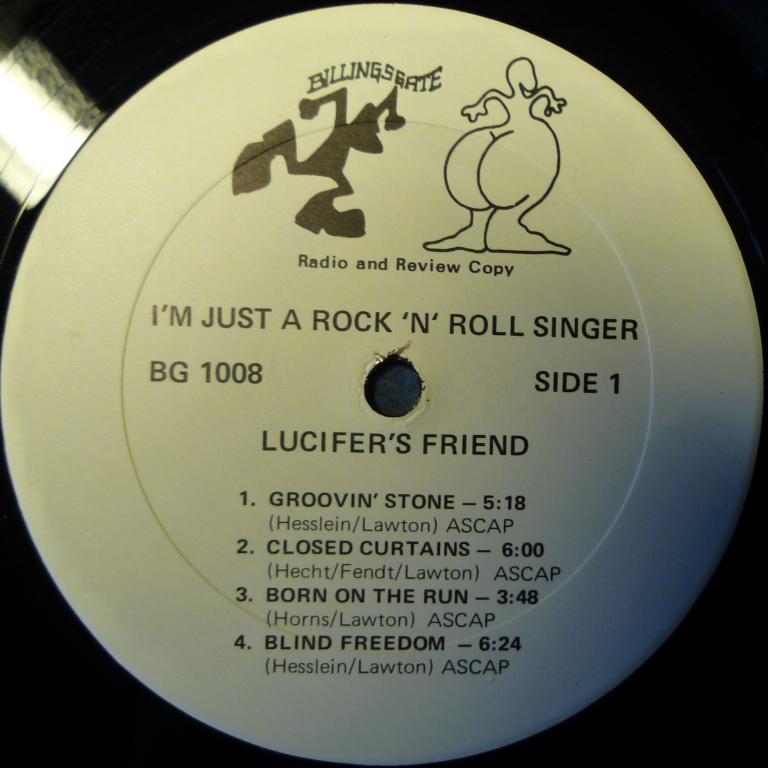 BILLINGSGATE
Radio and Review Copy
I'M JUST A ROCK 'N' ROLL SINGER
BG 1008 SIDE 1
LUCIFER'S FRIEND
1. GROOVIN' STONE – 5:18
(Hesslein/Lawton) ASCAP
2. CLOSED CURTAINS – 6:00
(Hecht/Fendt/Lawton) ASCAP
3. BORN ON THE RUN – 3:48
(Horns/Lawton) ASCAP
4. BLIND FREEDOM – 6:24
(Hesslein/Lawton) ASCAP